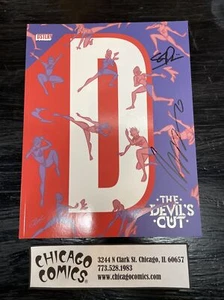 D
THE
DEVIL'S
CUT
CHICAGO
COMICS
3244 N Clark St. Chicago, IL 60657
773.528.1983
www.chicagocomics.com